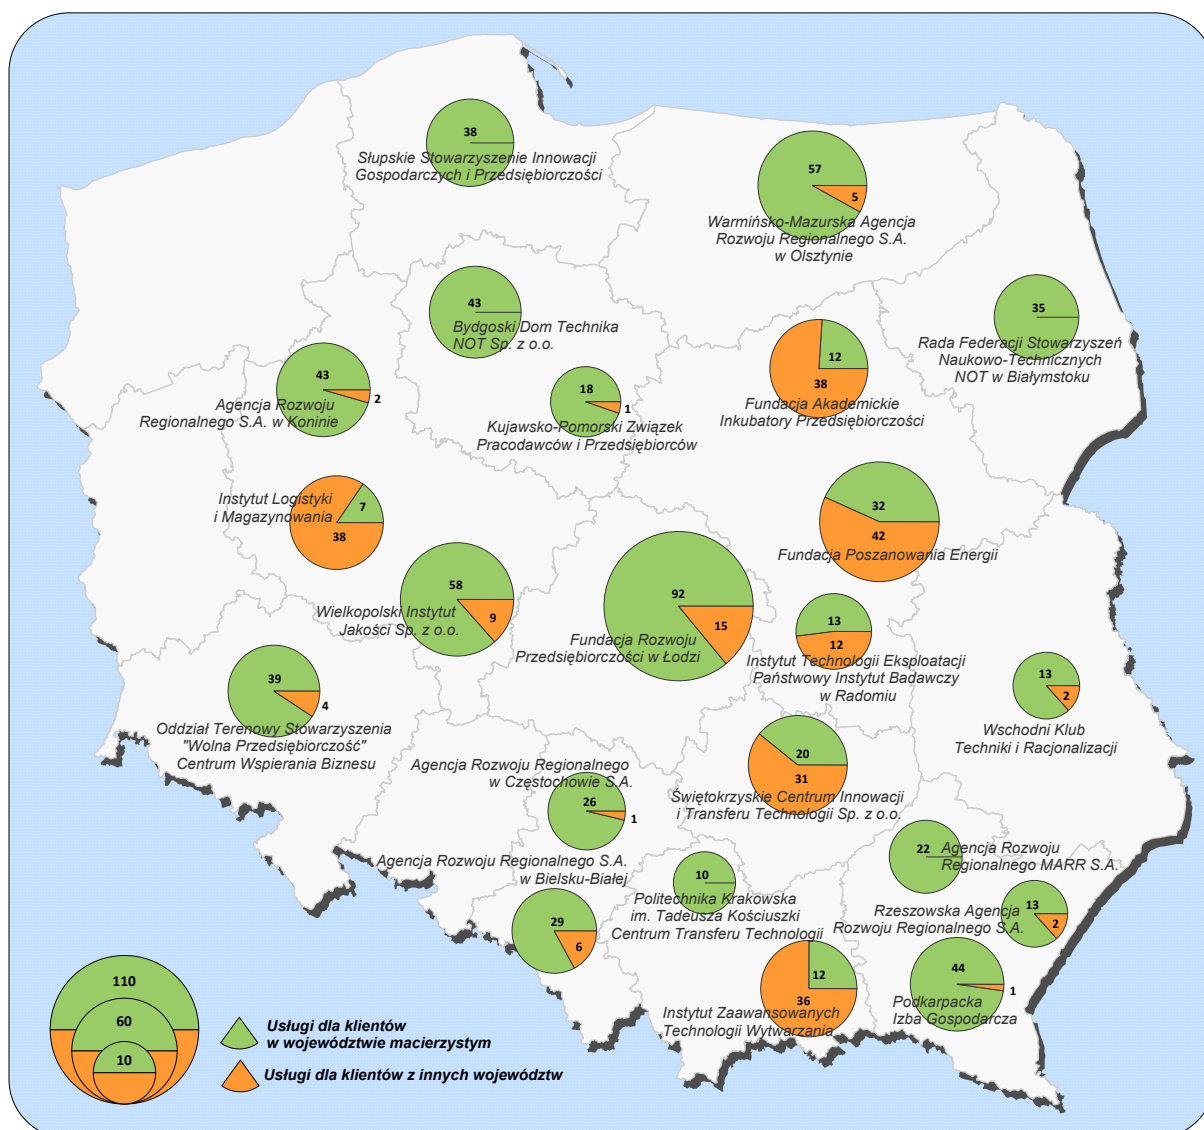 38
Słupskie Stowarzyszenie Innowacji
Gospodarczych i Przedsiębiorczości
57
5
Warmińsko-Mazurska Agencja
Rozwoju Regionalnego S.A.
w Olsztynie
43
Bydgoski Dom Technika
NOT Sp. z o.o.
35
Rada Federacji Stowarzyszeń
Naukowo-Technicznych
NOT w Białymstoku
43
2
Agencja Rozwoju
Regionalnego S.A. w Koninie
18
1
Kujawsko-Pomorski Związek
Pracodawców i Przedsiębiorców
12
38
Fundacja Akademickie
Inkubatory Przedsiębiorczości
Instytut Logistyki
i Magazynowania
7
38
32
42
Fundacja Poszanowania Energii
58
9
Wielkopolski Instytut
Jakości Sp. z o.o.
92
15
Fundacja Rozwoju
Przedsiębiorczości w Łodzi
13
12
Instytut Technologii Eksploatacji
Państwowy Instytut Badawczy
w Radomiu
39
4
Oddział Terenowy Stowarzyszenia
"Wolna Przedsiębiorczość"
Centrum Wspierania Biznesu
13
2
Wschodni Klub
Techniki i Racjonalizacji
Agencja Rozwoju Regionalnego
w Częstochowie S.A.
26
1
20
31
Świętokrzyskie Centrum Innowacji
i Transferu Technologii Sp. z o.o.
Agencja Rozwoju Regionalnego S.A.
w Bielsku-Białej
29
6
10
Politechnika Krakowska
im. Tadeusza Kościuszki
Centrum Transferu Technologii
22
Agencja Rozwoju
Regionalnego MARR S.A.
13
2
Rzeszowska Agencja
Rozwoju Regionalnego S.A.
12
36
Instytut Zaawansowanych
Technologii Wytwarzania
44
1
Podkarpacka
Izba Gospodarcza
110
60
10
Usługi dla klientów
w województwie macierzystym
Usługi dla klientów z innych województw